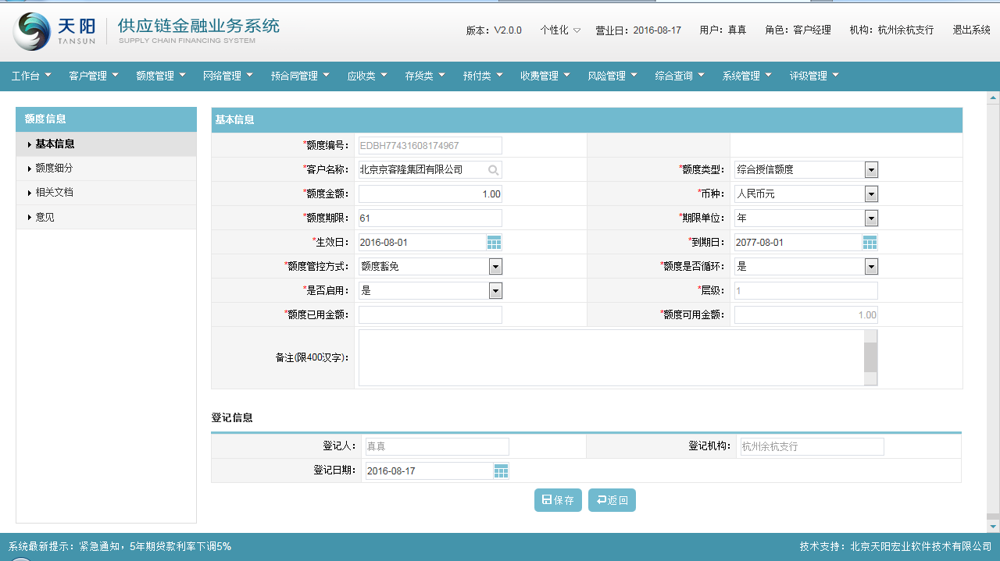 天阳 TANSUN 供应链金融业务系统 SUPPLY CHAIN FINANCING SYSTEM
版本：V2.0.0 个性化 营业日：2016-08-17 用户：真真 角色：客户经理 机构：杭州余杭支行 退出系统
工作台 客户管理 额度管理 网络管理 预合同管理 应收类 存货类 预付类 收费管理 风险管理 综合查询 系统管理 评级管理
额度信息
基本信息
额度细分
相关文档
意见
基本信息
*额度编号： EDBH77431608174967
*客户名称： 北京京客隆集团有限公司 *额度类型： 综合授信额度
*额度金额： 1.00 *币种： 人民币元
*额度期限： 61 *期限单位： 年
*生效日： 2016-08-01 *到期日： 2077-08-01
*额度管控方式： 额度豁免 *额度是否循环： 是
*是否启用： 是 *层级： 1
*额度已用金额： *额度可用金额： 1.00
备注(限400汉字)：
登记信息
登记人： 真真 登记机构： 杭州余杭支行
登记日期： 2016-08-17
保存 返回
系统最新提示：紧急通知，5年期贷款利率下调5% 技术支持：北京天阳宏业软件技术有限公司